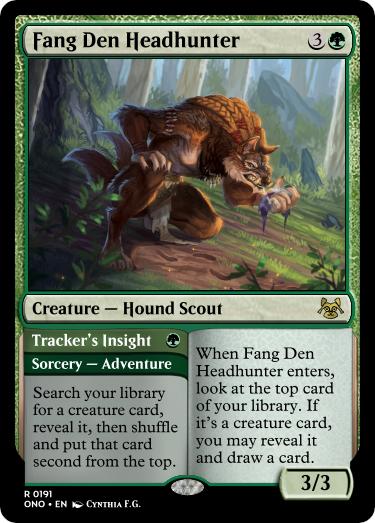 Fang Den Headhunter 3
Creature — Hound Scout
Tracker's Insight
Sorcery — Adventure
Search your library
for a creature card,
reveal it, then shuffle
and put that card
second from the top.
When Fang Den
Headhunter enters,
look at the top card
of your library. If
it's a creature card,
you may reveal it
and draw a card.
3/3
R 0191
ONO • EN Cynthia F.G.